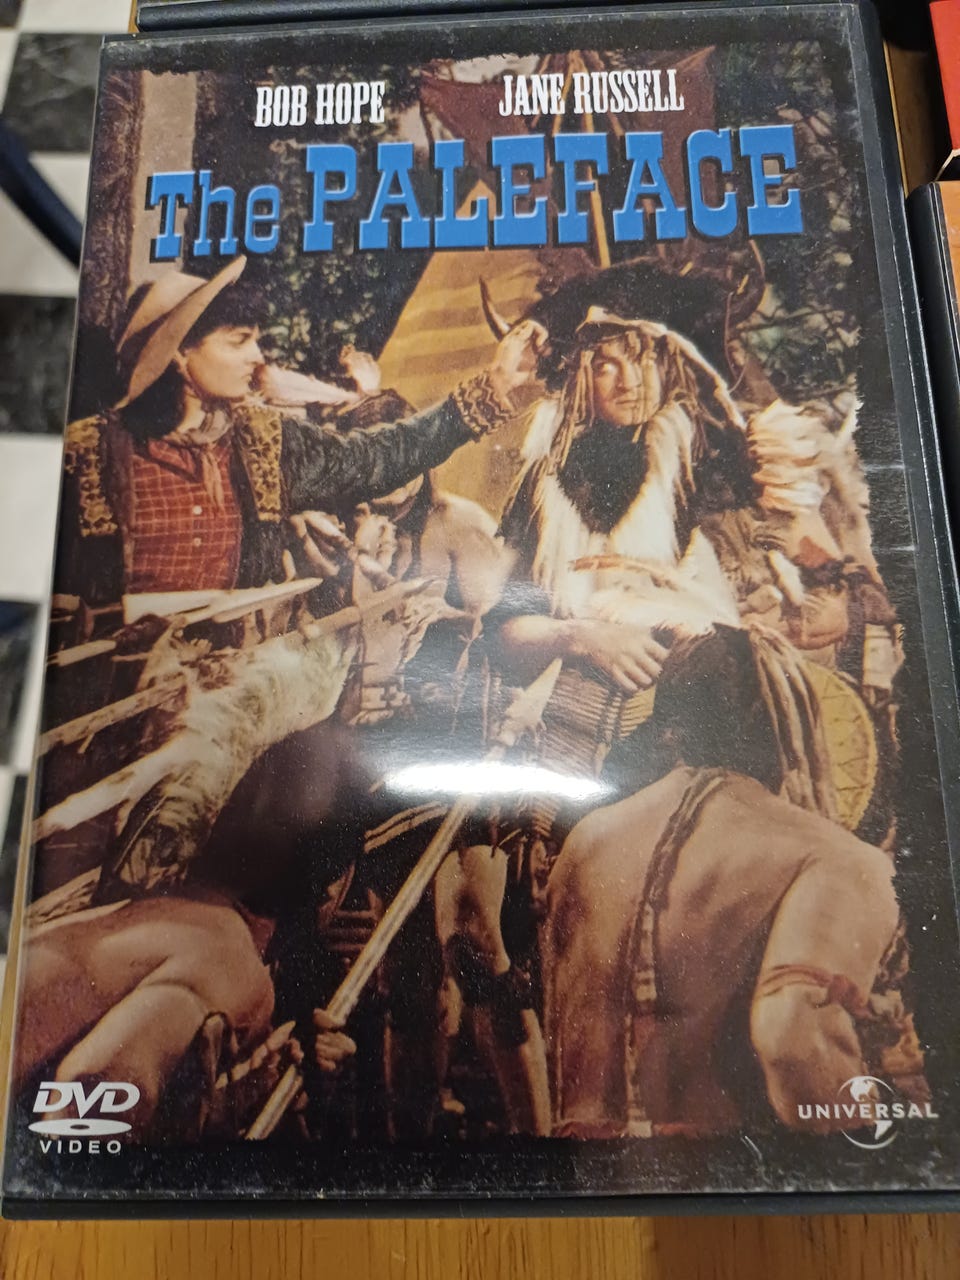 BOB HOPE JANE RUSSELL
The PALEFACE
DVD
VIDEO
UNIVERSAL